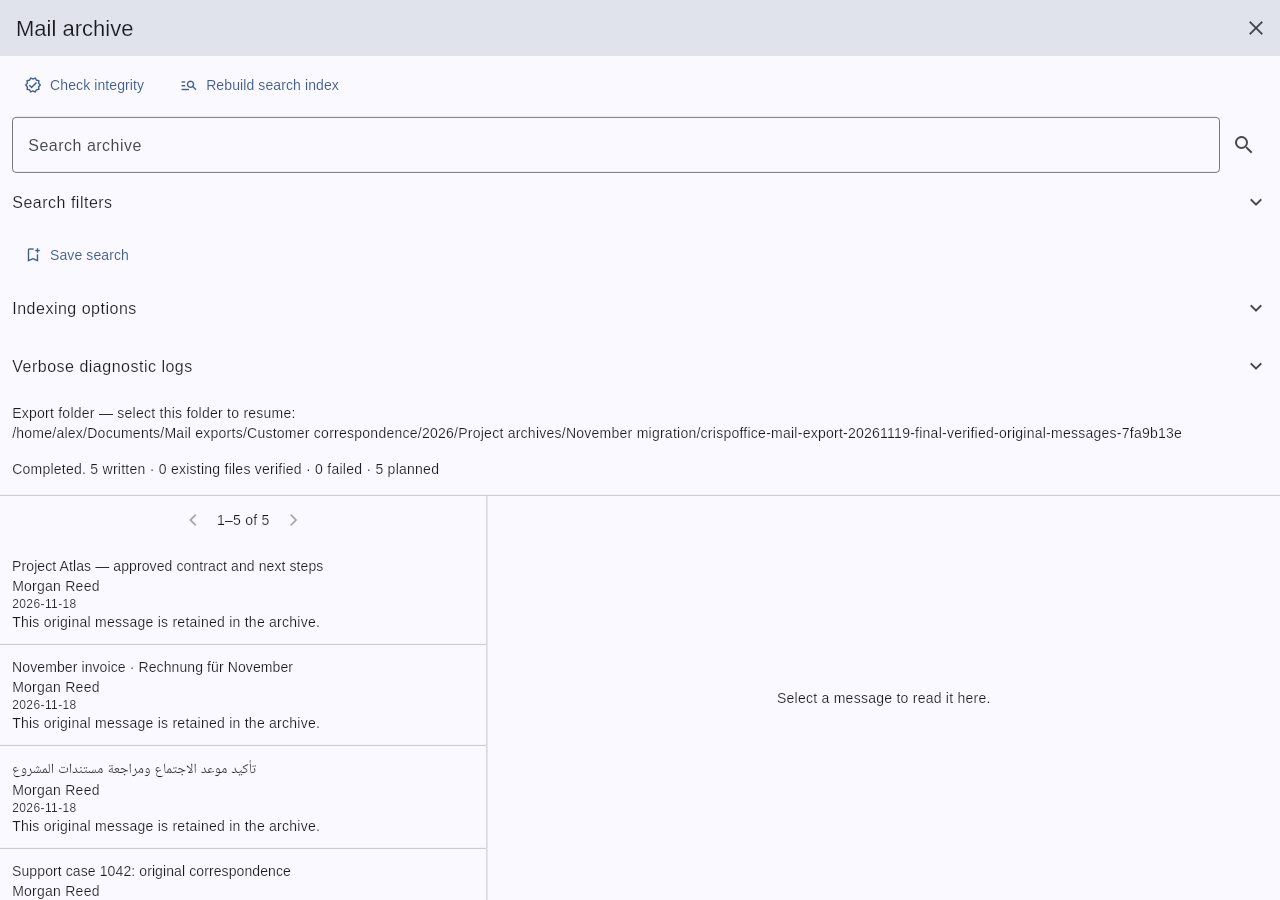 Mail archive
Check integrity
Rebuild search index
Search archive
Search filters
Save search
Indexing options
Verbose diagnostic logs
Export folder — select this folder to resume:
/home/alex/Documents/Mail exports/Customer correspondence/2026/Project archives/November migration/crispoffice-mail-export-20261119-final-verified-original-messages-7fa9b13e
Completed. 5 written · 0 existing files verified · 0 failed · 5 planned
1–5 of 5
Project Atlas — approved contract and next steps
Morgan Reed
2026-11-18
This original message is retained in the archive.
November invoice · Rechnung für November
Morgan Reed
2026-11-18
This original message is retained in the archive.
تأكيد موعد الاجتماع ومراجعة مستندات المشروع
Morgan Reed
2026-11-18
This original message is retained in the archive.
Support case 1042: original correspondence
Morgan Reed
Select a message to read it here.